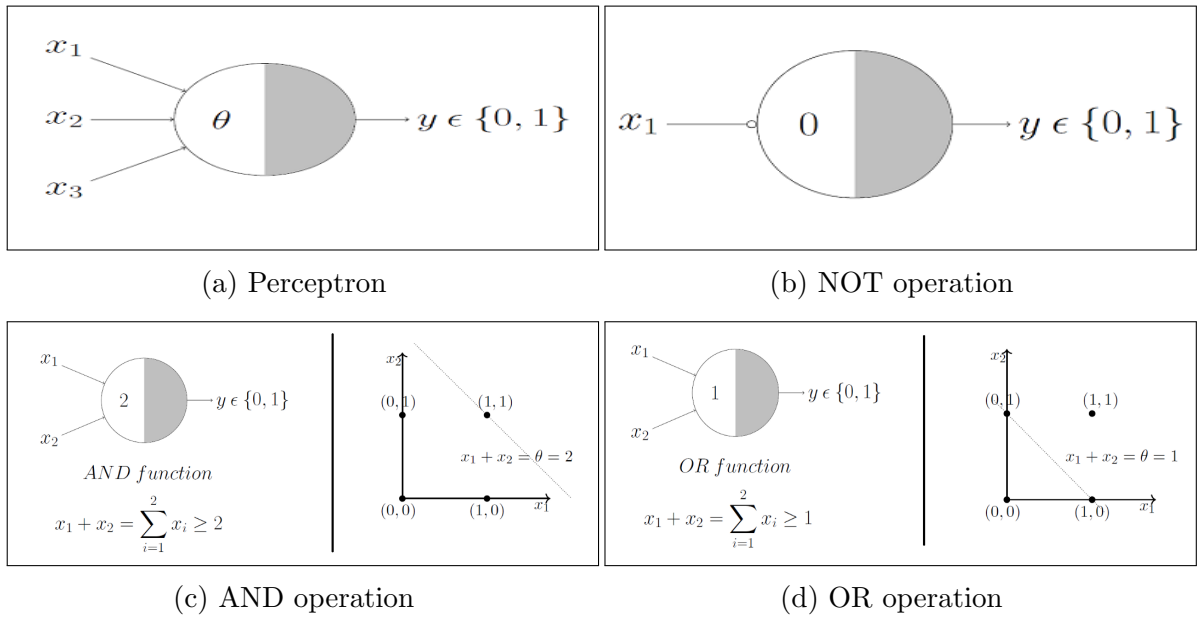 x₁
x₂
x₃
θ
y ϵ {0, 1}
(a) Perceptron
x₁
0
y ϵ {0, 1}
(b) NOT operation
x₁
x₂
2
y ϵ {0, 1}
AND function
x₁ + x₂ = ∑_{i=1}^{2} xᵢ ≥ 2
x₂
(0, 1)
(1, 1)
x₁ + x₂ = θ = 2
x₁
(0, 0)
(1, 0)
(c) AND operation
x₁
x₂
1
y ϵ {0, 1}
OR function
x₁ + x₂ = ∑_{i=1}^{2} xᵢ ≥ 1
x₂
(0, 1)
(1, 1)
x₁ + x₂ = θ = 1
x₁
(0, 0)
(1, 0)
(d) OR operation